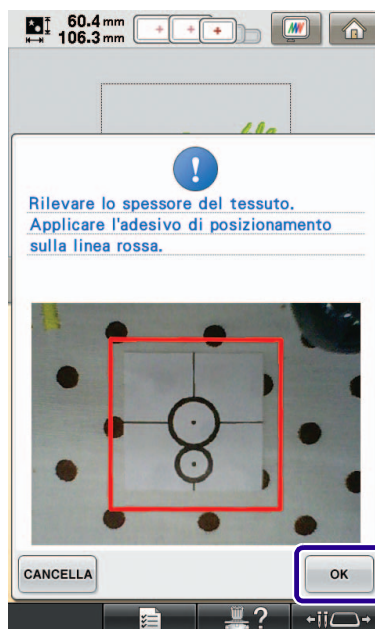 60.4 mm
106.3 mm
Rilevare lo spessore del tessuto.
Applicare l'adesivo di posizionamento
sulla linea rossa.
CANCELLA
OK
?